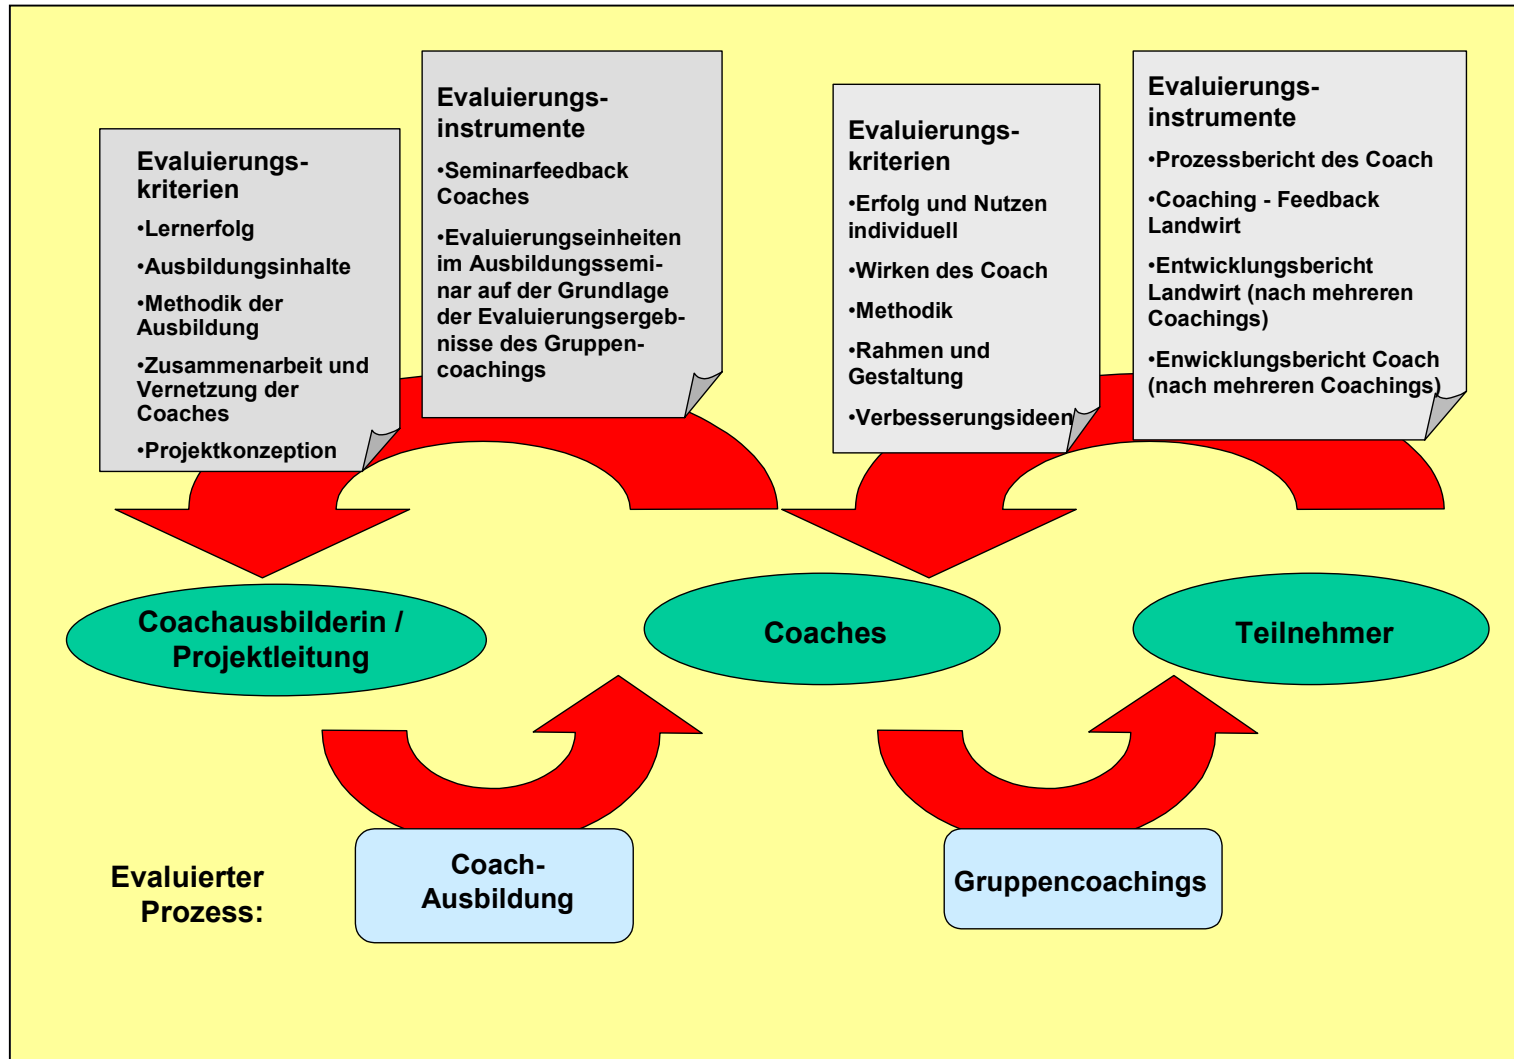 Evaluierungs-
kriterien
•Lernerfolg
•Ausbildungsinhalte
•Methodik der
Ausbildung
•Zusammenarbeit und
Vernetzung der
Coaches
•Projektkonzeption
Evaluierungs-
instrumente
•Seminarfeedback
Coaches
•Evaluierungseinheiten
im Ausbildungssemi-
nar auf der Grundlage
der Evaluierungsergeb-
nisse des Gruppen-
coachings
Evaluierungs-
kriterien
•Erfolg und Nutzen
individuell
•Wirken des Coach
•Methodik
•Rahmen und
Gestaltung
•Verbesserungsideen
Evaluierungs-
instrumente
•Prozessbericht des Coach
•Coaching - Feedback
Landwirt
•Entwicklungsbericht
Landwirt (nach mehreren
Coachings)
•Enwicklungsbericht Coach
(nach mehreren Coachings)
Coachausbilderin /
Projektleitung
Coaches
Teilnehmer
Evaluierter
Prozess:
Coach-
Ausbildung
Gruppencoachings